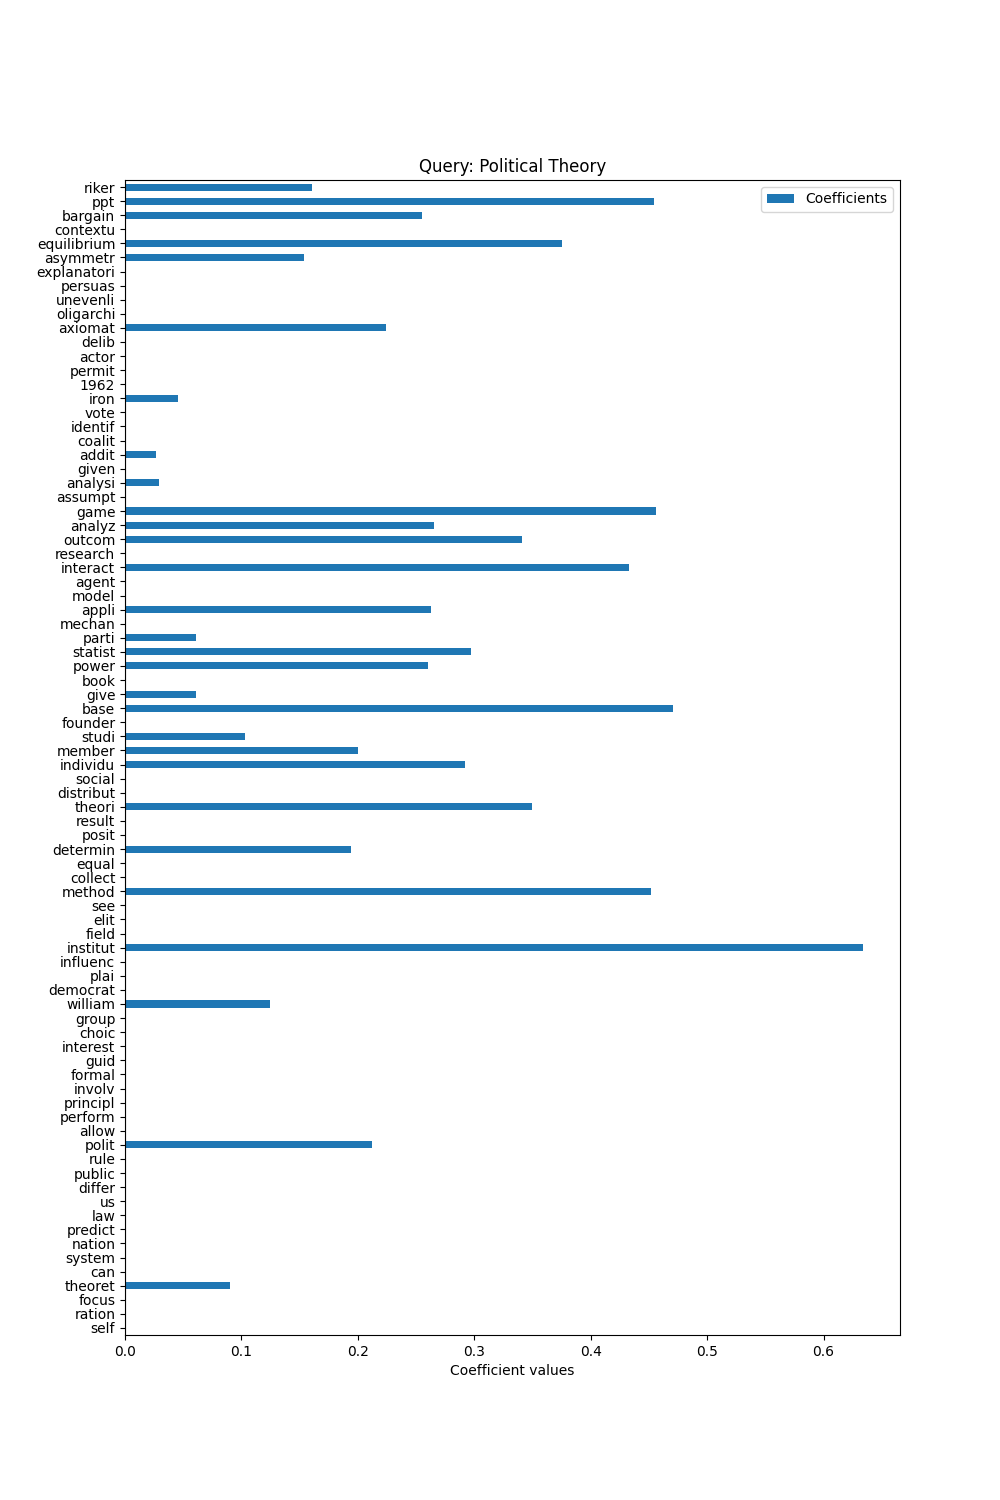 Query: Political Theory
Coefficients
riker
ppt
bargain
contextu
equilibrium
asymmetr
explanatori
persuas
unevenli
oligarchi
axiomat
delib
actor
permit
1962
iron
vote
identif
coalit
addit
given
analysi
assumpt
game
analyz
outcom
research
interact
agent
model
appli
mechan
parti
statist
power
book
give
base
founder
studi
member
individu
social
distribut
theori
result
posit
determin
equal
collect
method
see
elit
field
institut
influenc
plai
democrat
william
group
choic
interest
guid
formal
involv
principl
perform
allow
polit
rule
public
differ
us
law
predict
nation
system
can
theoret
focus
ration
self
0.0 0.1 0.2 0.3 0.4 0.5 0.6
Coefficient values